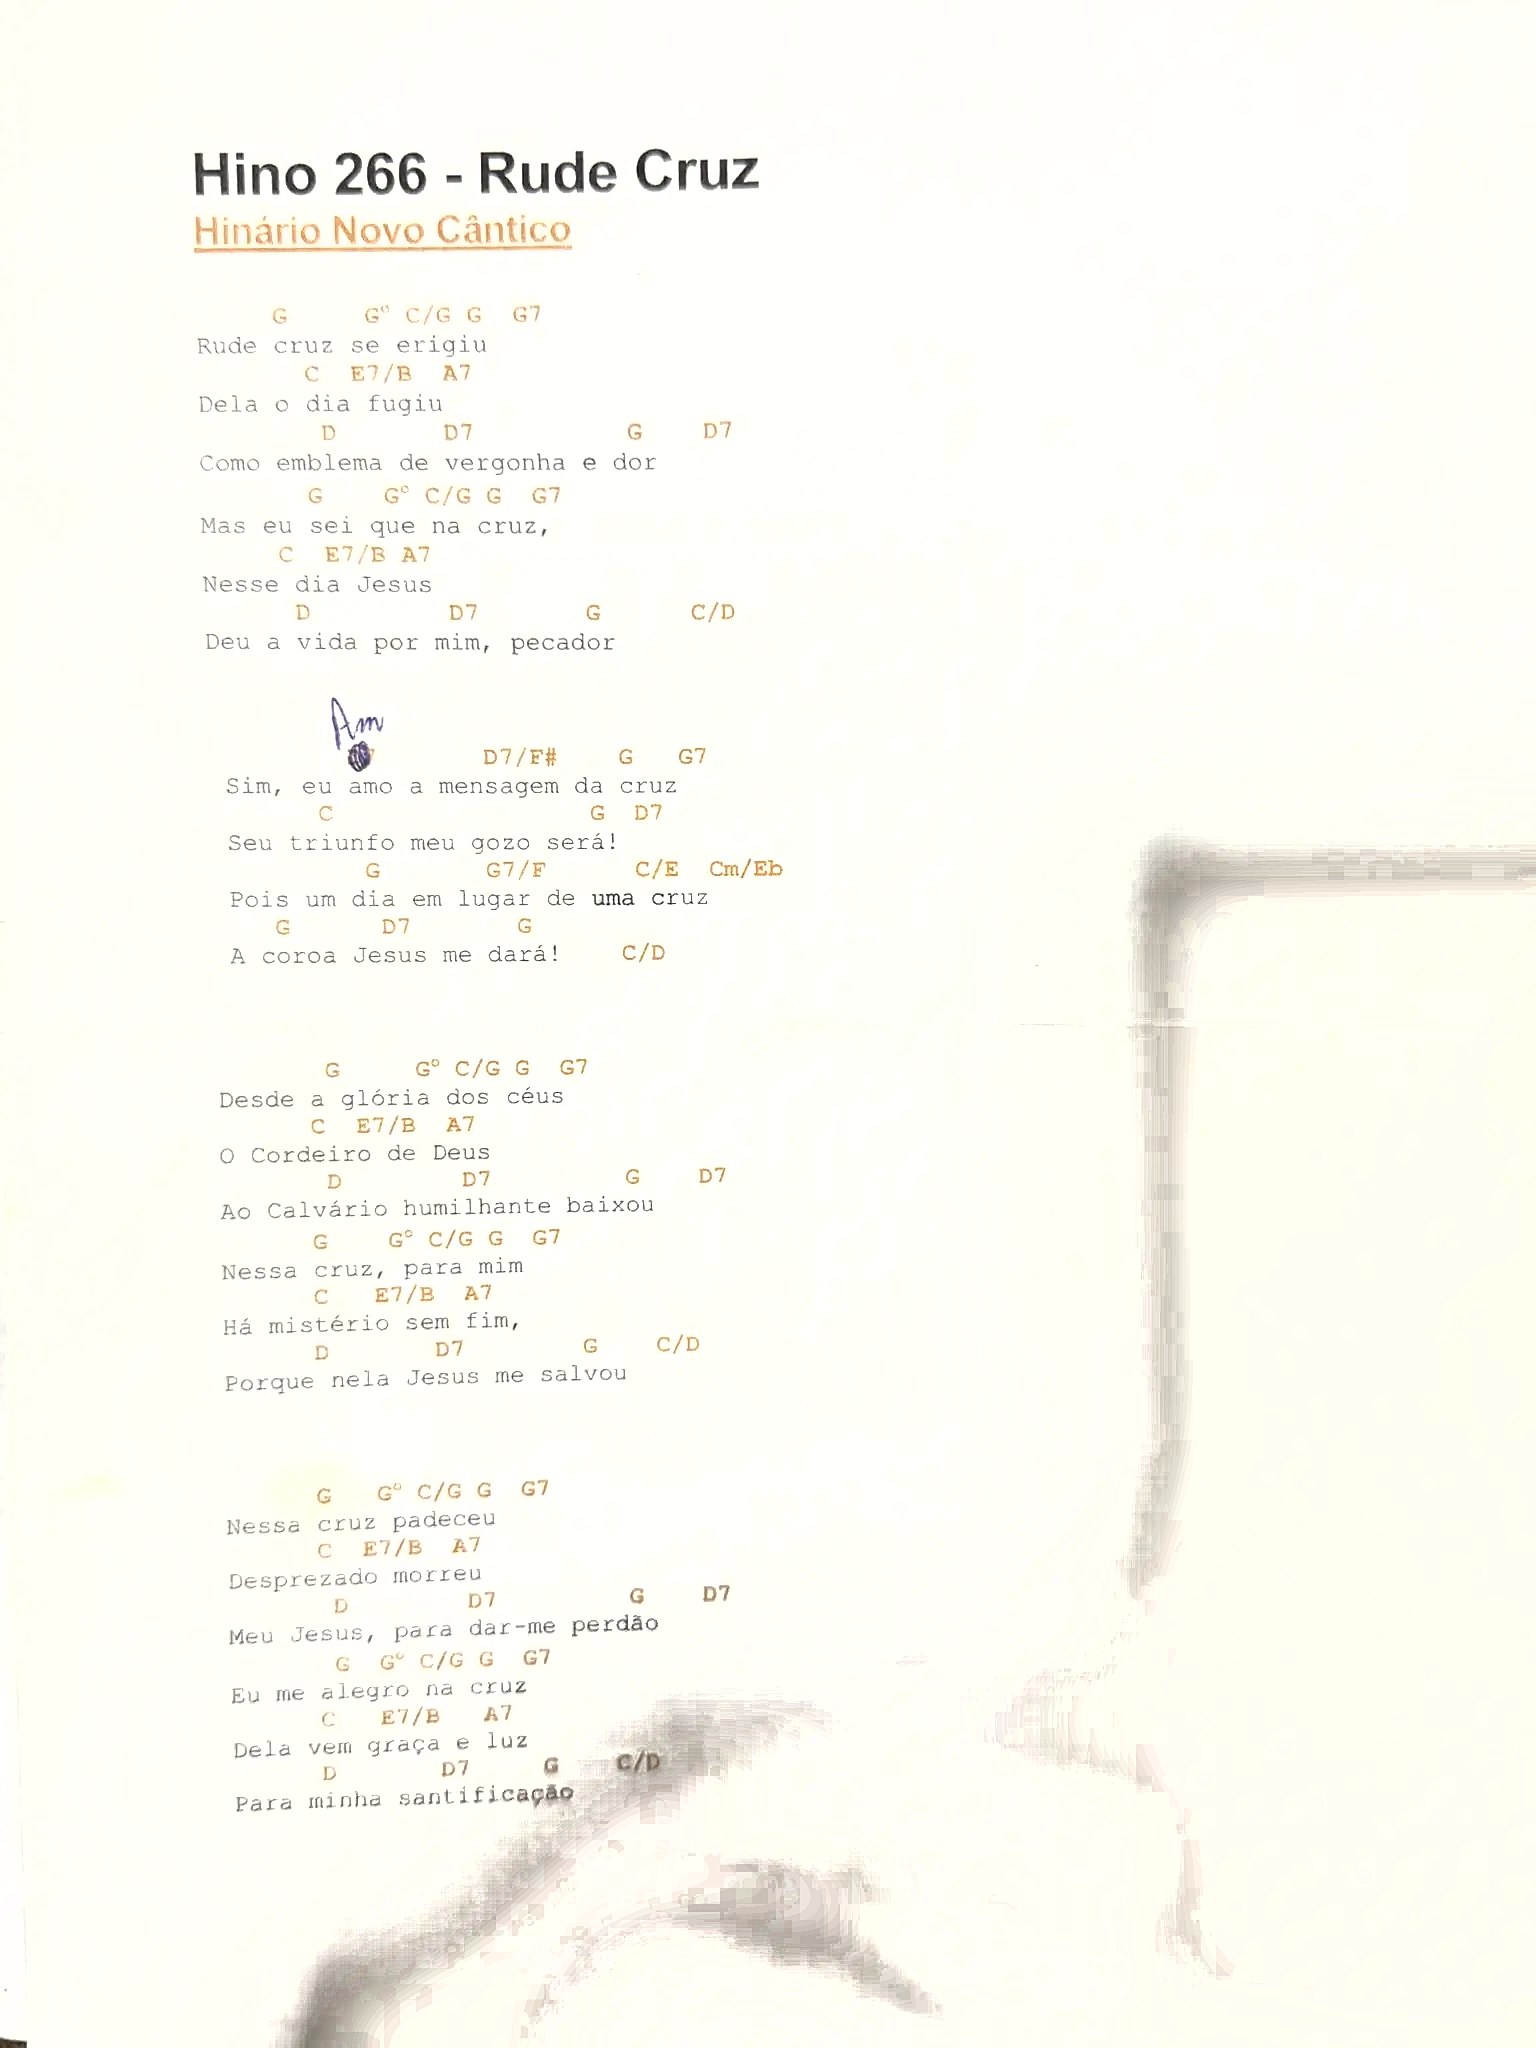 Hino 266 - Rude Cruz
Hinário Novo Cântico
G Gº C/G G G7
Rude cruz se erigiu
C E7/B A7
Dela o dia fugiu
D D7 G D7
Como emblema de vergonha e dor
G Gº C/G G G7
Mas eu sei que na cruz,
C E7/B A7
Nesse dia Jesus
D D7 G C/D
Deu a vida por mim, pecador
Am
D7/F# G G7
Sim, eu amo a mensagem da cruz
C G D7
Seu triunfo meu gozo será!
G G7/F C/E Cm/Eb
Pois um dia em lugar de uma cruz
G D7 G
A coroa Jesus me dará! C/D
G Gº C/G G G7
Desde a glória dos céus
C E7/B A7
O Cordeiro de Deus
D D7 G D7
Ao Calvário humilhante baixou
G Gº C/G G G7
Nessa cruz, para mim
C E7/B A7
Há mistério sem fim,
D D7 G C/D
Porque nela Jesus me salvou
G Gº C/G G G7
Nessa cruz padeceu
C E7/B A7
Desprezado morreu
D D7 G D7
Meu Jesus, para dar-me perdão
G Gº C/G G G7
Eu me alegro na cruz
C E7/B A7
Dela vem graça e luz
D D7 G C/D
Para minha santificação